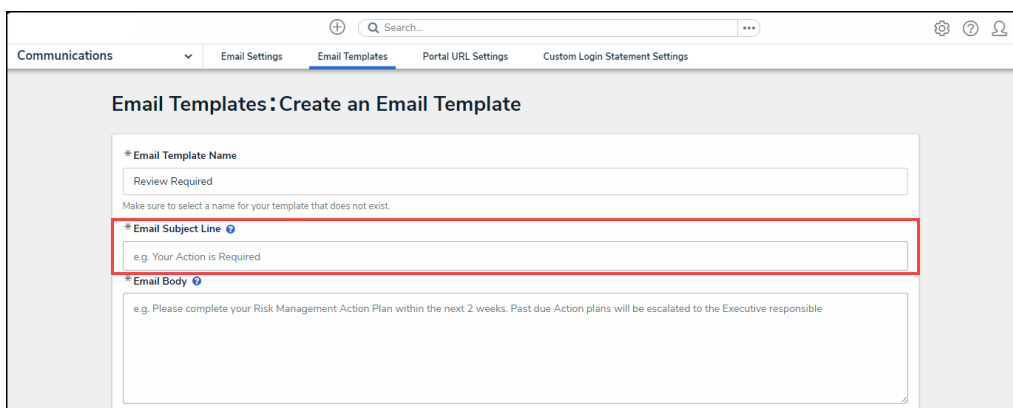 Search...
Communications Email Settings Email Templates Portal URL Settings Custom Login Statement Settings
Email Templates: Create an Email Template
* Email Template Name
Review Required
Make sure to select a name for your template that does not exist.
* Email Subject Line
e.g. Your Action is Required
* Email Body
e.g. Please complete your Risk Management Action Plan within the next 2 weeks. Past due Action plans will be escalated to the Executive responsible